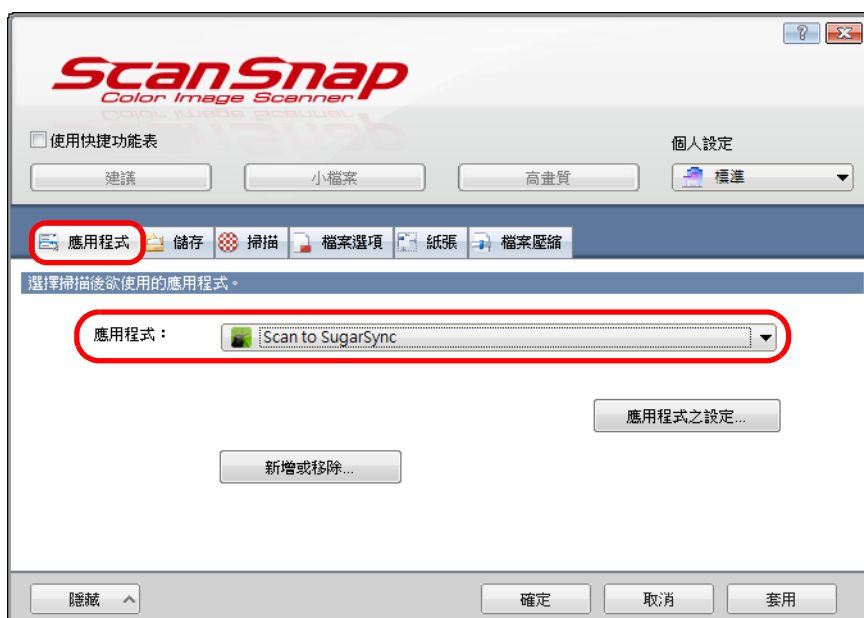 ScanSnap
Color Image Scanner
使用快捷功能表
個人設定
建議 小檔案 高畫質 標準
應用程式 儲存 掃描 檔案選項 紙張 檔案壓縮
選擇掃描後欲使用的應用程式。
應用程式： Scan to SugarSync
應用程式之設定...
新增或移除...
隱藏 確定 取消 套用